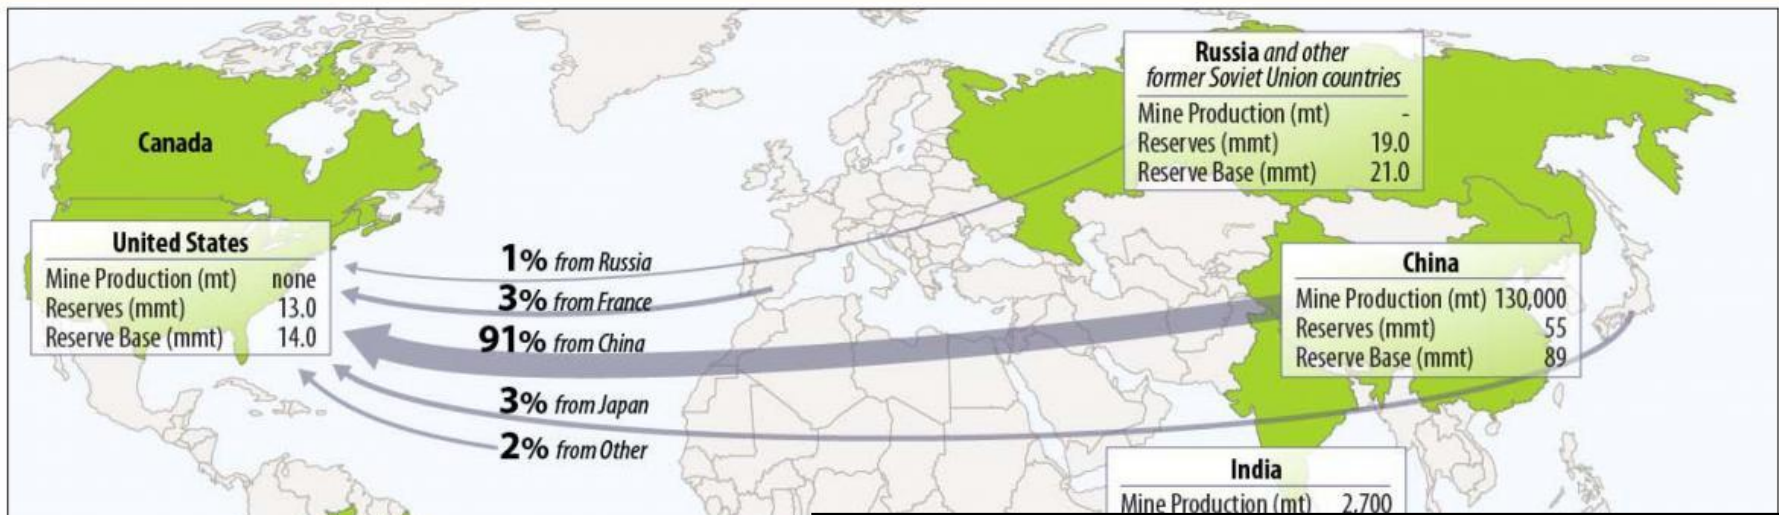 Russia and other
former Soviet Union countries
Mine Production (mt) -
Reserves (mmt) 19.0
Reserve Base (mmt) 21.0
Canada
United States
Mine Production (mt) none
Reserves (mmt) 13.0
Reserve Base (mmt) 14.0
1% from Russia
3% from France
91% from China
3% from Japan
2% from Other
China
Mine Production (mt) 130,000
Reserves (mmt) 55
Reserve Base (mmt) 89
India
Mine Production (mt) 2,700